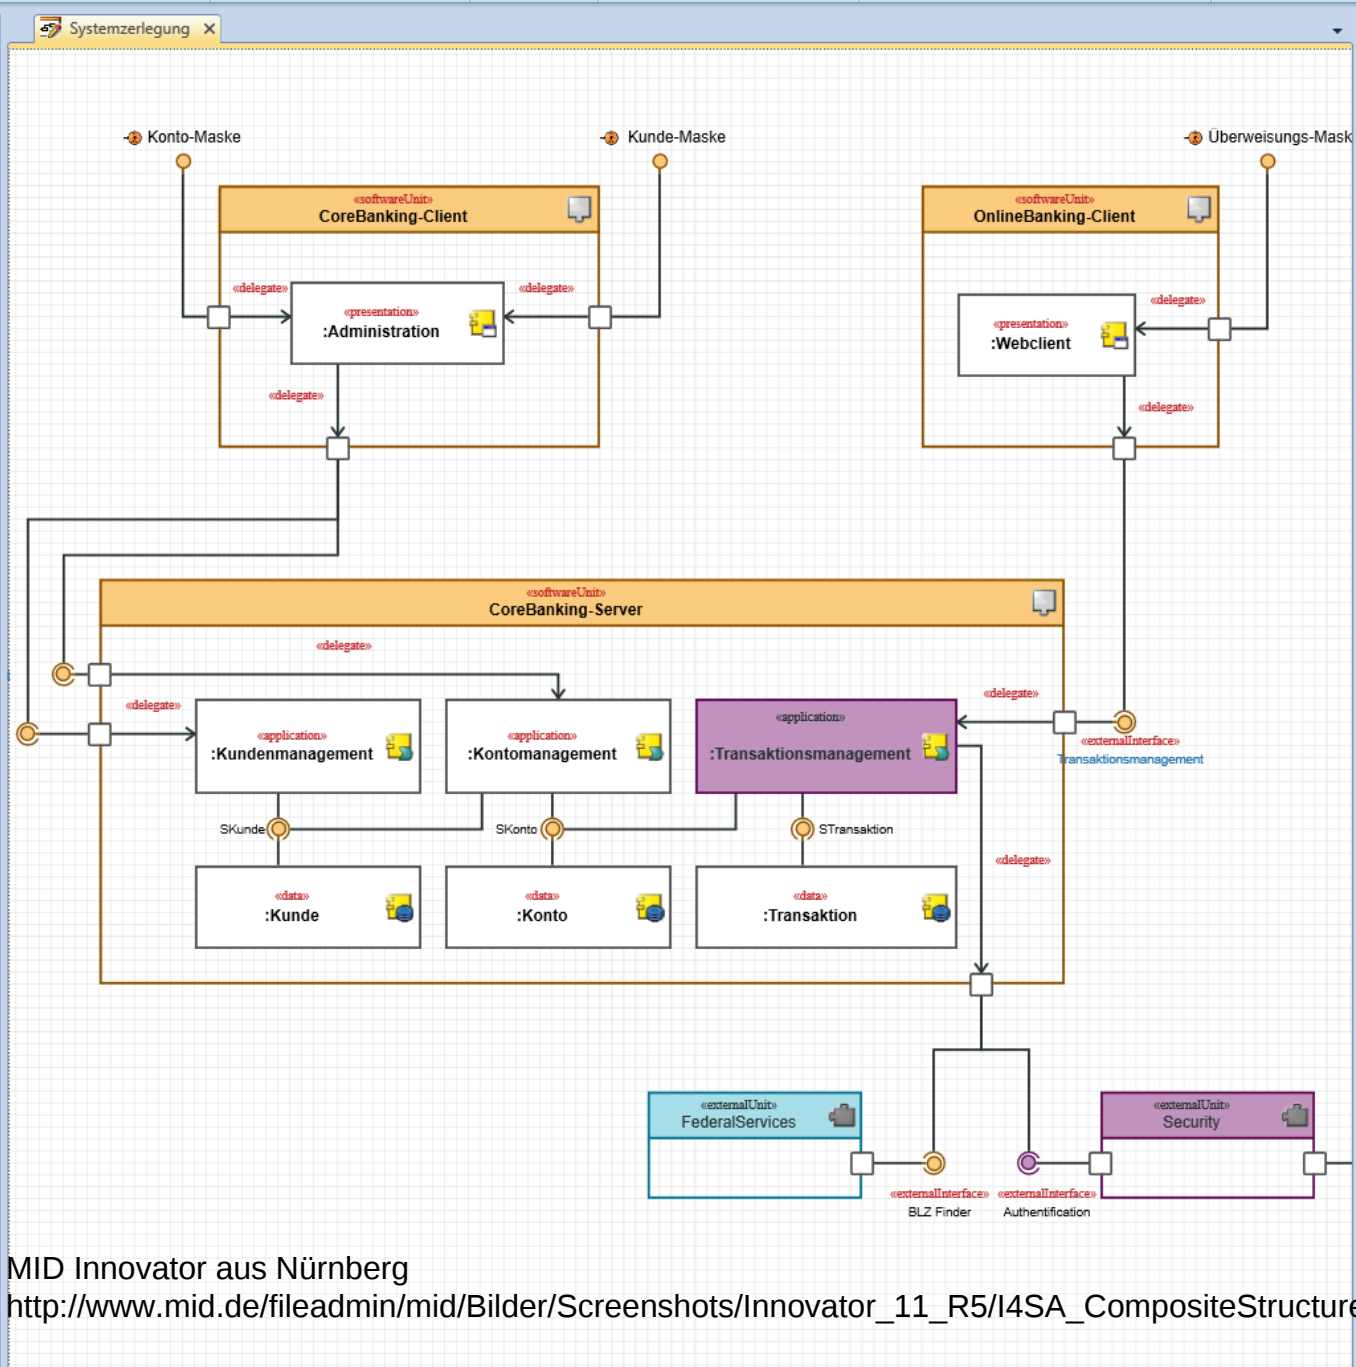 Systemzerlegung
Konto-Maske
Kunde-Maske
Überweisungs-Mask
«softwareUnit»
CoreBanking-Client
«softwareUnit»
OnlineBanking-Client
«delegate»
«delegate»
«presentation»
:Administration
«delegate»
«presentation»
:Webclient
«delegate»
«delegate»
«softwareUnit»
CoreBanking-Server
«delegate»
«delegate»
«application»
:Kundenmanagement
«application»
:Kontomanagement
«application»
:Transaktionsmanagement
«delegate»
«externalInterface»
Transaktionsmanagement
SKunde
SKonto
STransaktion
«delegate»
«data»
:Kunde
«data»
:Konto
«data»
:Transaktion
«externalUnit»
FederalServices
«externalUnit»
Security
«externalInterface»
BLZ Finder
«externalInterface»
Authentification
MID Innovator aus Nürnberg
http://www.mid.de/fileadmin/mid/Bilder/Screenshots/Innovator_11_R5/I4SA_CompositeStructure